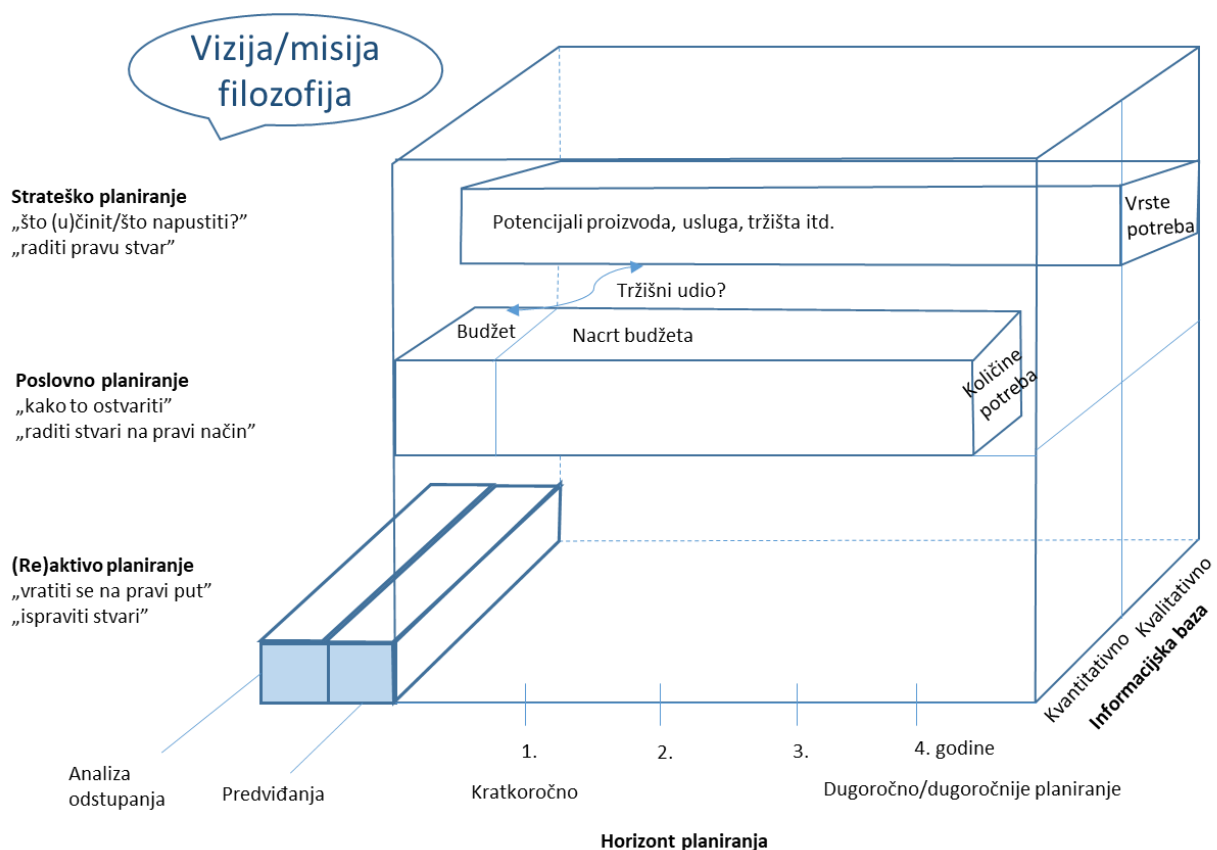 Vizija/misija
filozofija
Strateško planiranje
„što (u)činit/što napustiti?”
„raditi pravu stvar”
Potencijali proizvoda, usluga, tržišta itd.
Vrste
potreba
Tržišni udio?
Budžet
Nacrt budžeta
Količine
potreba
Poslovno planiranje
„kako to ostvariti”
„raditi stvari na pravi način”
(Re)aktivo planiranje
„vratiti se na pravi put”
„ispraviti stvari”
Kvantitativno
Kvalitativno
Informacijska baza
1.
2.
3.
4. godine
Analiza
odstupanja
Predviđanja
Kratkoročno
Dugoročno/dugoročnije planiranje
Horizont planiranja